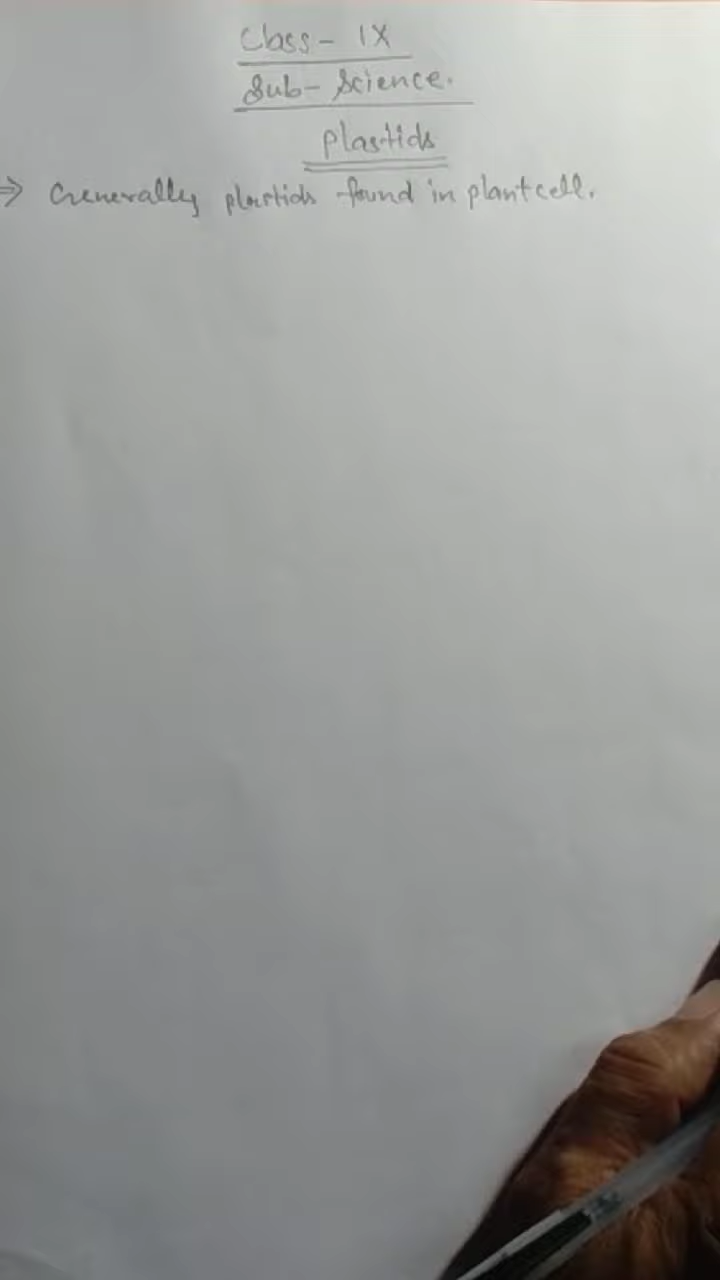 Class - IX
Sub - Science.
Plastids
⇒ Generally plastids found in plant cell.